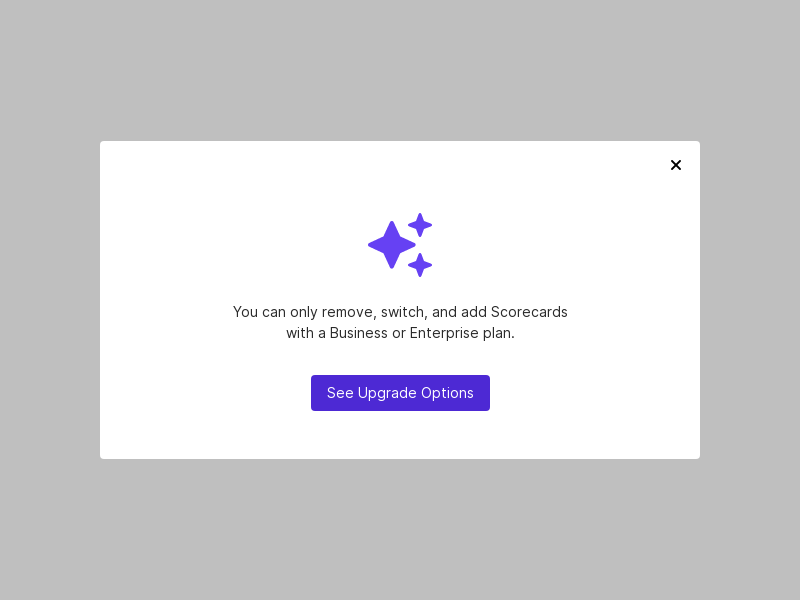 You can only remove, switch, and add Scorecards
with a Business or Enterprise plan.
See Upgrade Options